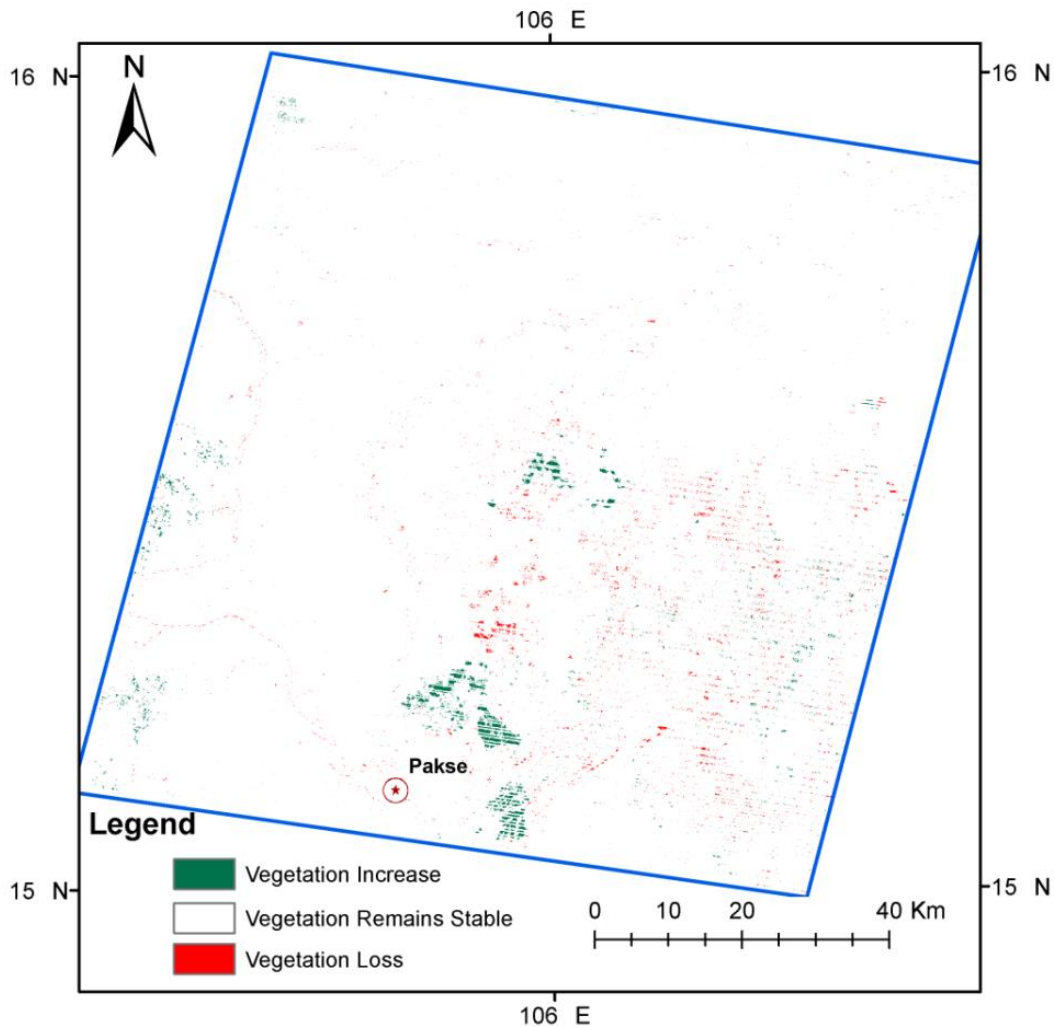 106 E
16 N
16 N
N
Pakse
Legend
Vegetation Increase
Vegetation Remains Stable
Vegetation Loss
0 10 20 40 Km
15 N
15 N
106 E